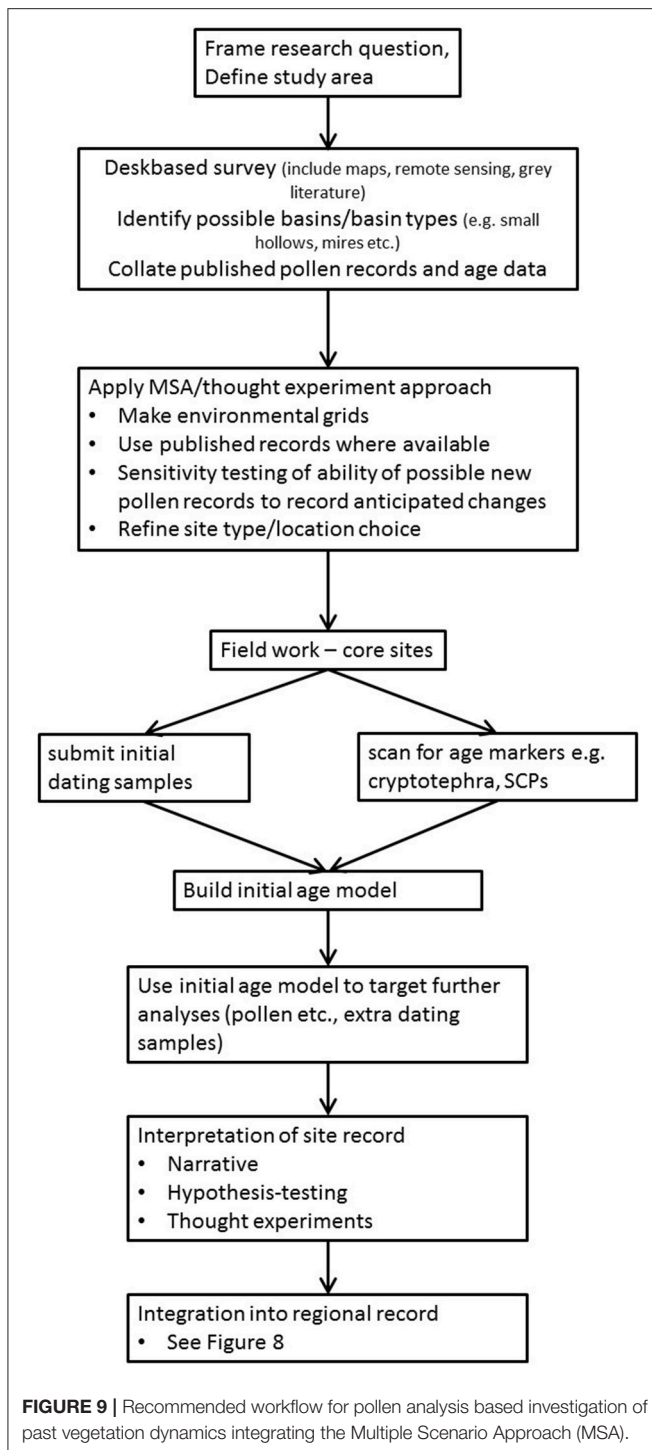 Frame research question,
Define study area
Deskbased survey (include maps, remote sensing, grey
literature)
Identify possible basins/basin types (e.g. small
hollows, mires etc.)
Collate published pollen records and age data
Apply MSA/thought experiment approach
• Make environmental grids
• Use published records where available
• Sensitivity testing of ability of possible new
pollen records to record anticipated changes
• Refine site type/location choice
Field work – core sites
submit initial
dating samples
scan for age markers e.g.
cryptotephra, SCPs
Build initial age model
Use initial age model to target further
analyses (pollen etc., extra dating
samples)
Interpretation of site record
• Narrative
• Hypothesis-testing
• Thought experiments
Integration into regional record
• See Figure 8
FIGURE 9 | Recommended workflow for pollen analysis based investigation of
past vegetation dynamics integrating the Multiple Scenario Approach (MSA).